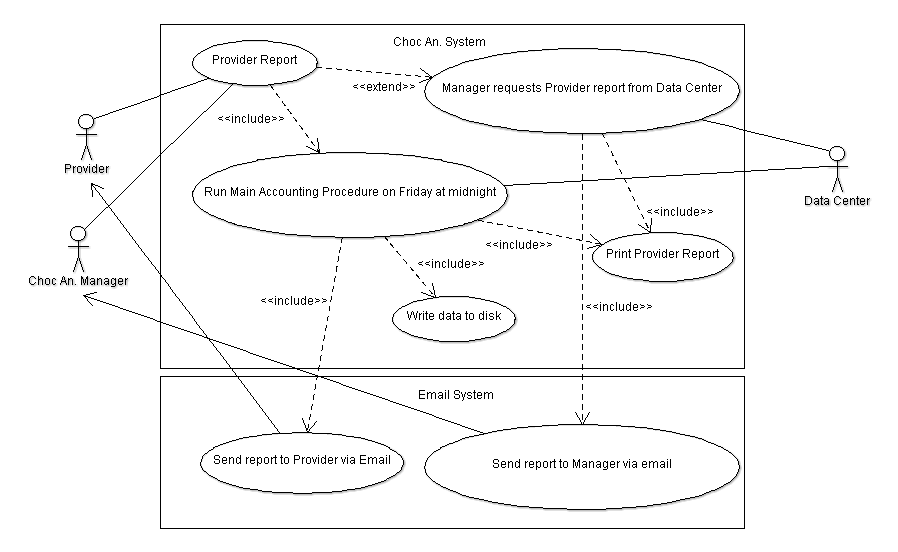 Choc An. System
Provider Report
<<extend>>
Manager requests Provider report from Data Center
<<include>>
Provider
Run Main Accounting Procedure on Friday at midnight
Data Center
<<include>>
Choc An. Manager
<<include>>
Print Provider Report
<<include>>
<<include>>
Write data to disk
<<include>>
Email System
Send report to Provider via Email
Send report to Manager via email